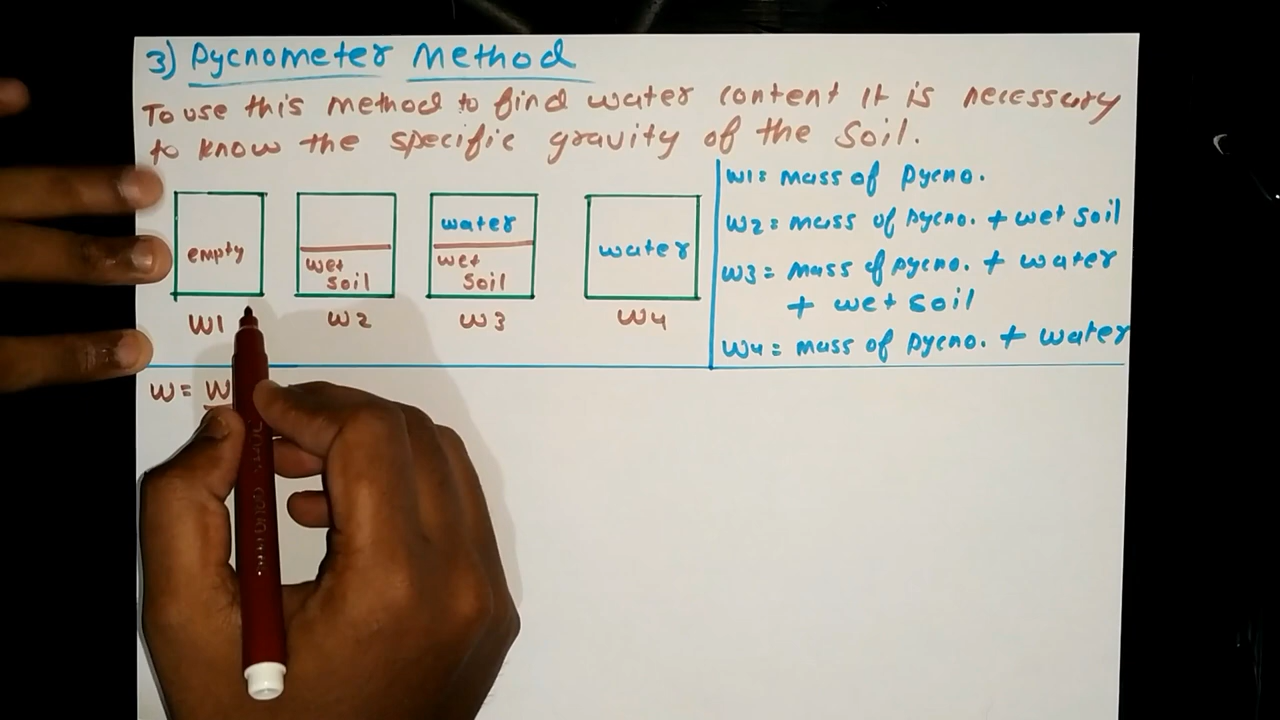 3) Pycnometer Method
To use this method to find water content it is necessary
to know the specific gravity of the soil.
empty
wet
soil
water
wet
soil
water
W1
W2
W3
W4
W1= mass of pycno.
W2= mass of pycno. + wet soil
W3= mass of pycno. + water
+ wet soil
W4= mass of pycno. + water
W= W